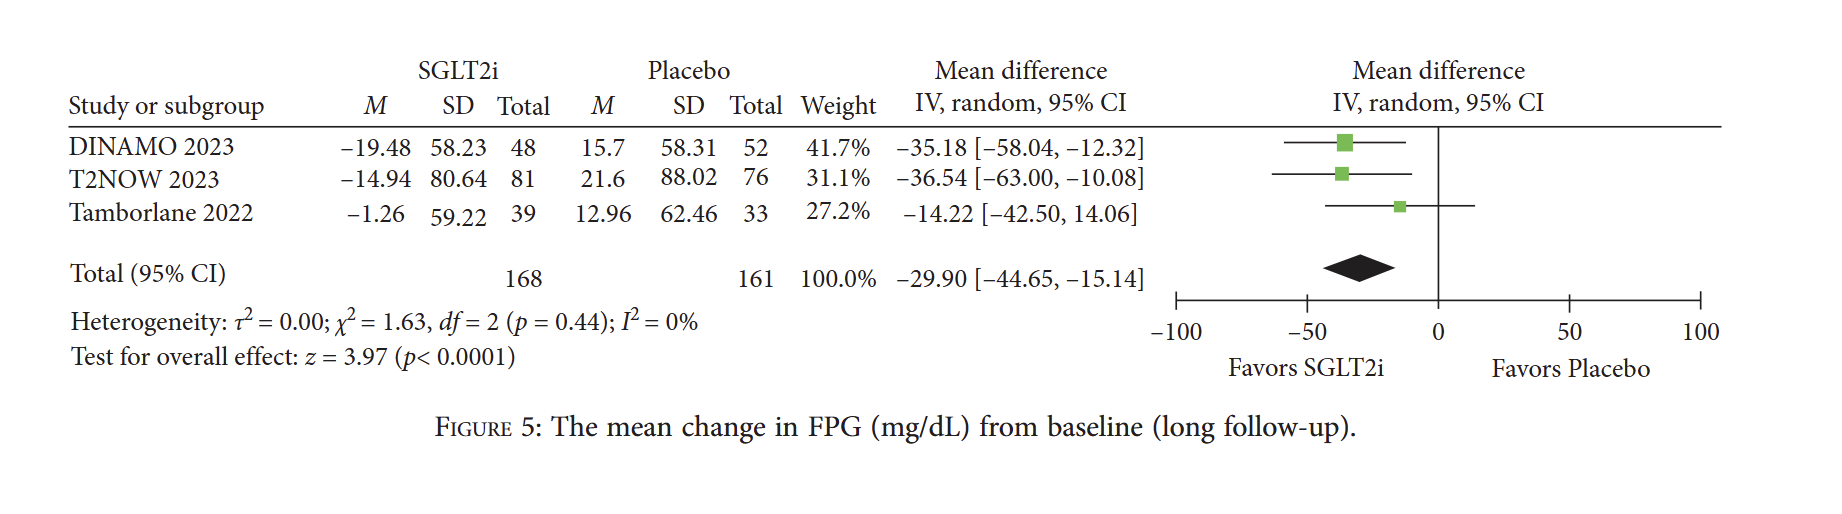 SGLT2i Placebo Mean difference Mean difference
Study or subgroup M SD Total M SD Total Weight IV, random, 95% CI IV, random, 95% CI
DINAMO 2023 –19.48 58.23 48 15.7 58.31 52 41.7% –35.18 [–58.04, –12.32]
T2NOW 2023 –14.94 80.64 81 21.6 88.02 76 31.1% –36.54 [–63.00, –10.08]
Tamborlane 2022 –1.26 59.22 39 12.96 62.46 33 27.2% –14.22 [–42.50, 14.06]
Total (95% CI) 168 161 100.0% –29.90 [–44.65, –15.14]
Heterogeneity: τ² = 0.00; χ² = 1.63, df = 2 (p = 0.44); I² = 0%
Test for overall effect: z = 3.97 (p< 0.0001)
–100 –50 0 50 100
Favors SGLT2i Favors Placebo
Figure 5: The mean change in FPG (mg/dL) from baseline (long follow-up).